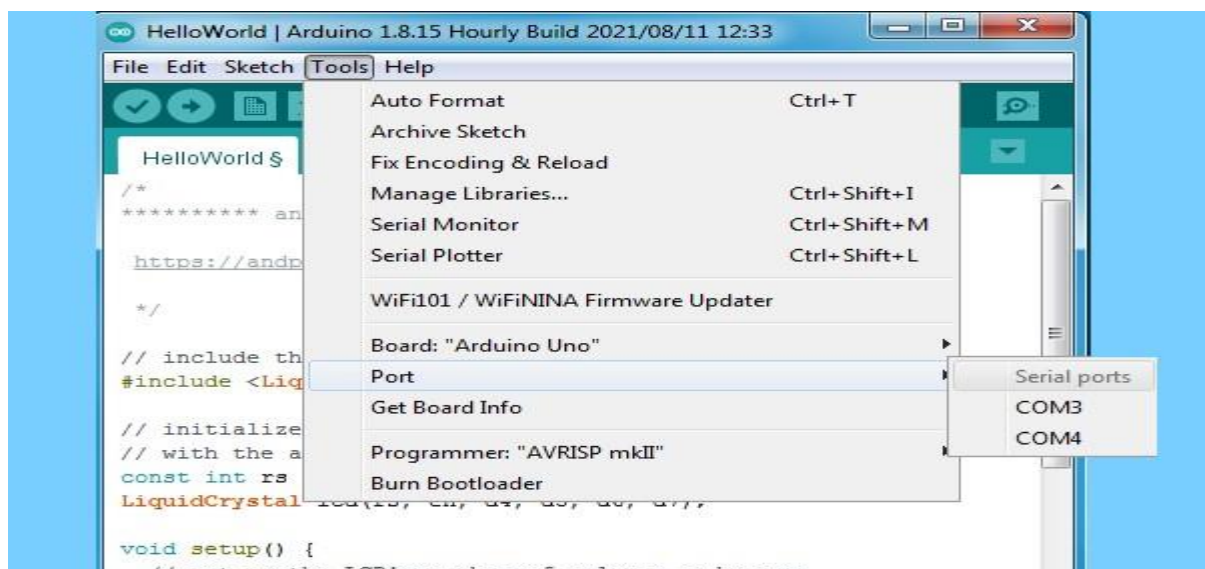 HelloWorld | Arduino 1.8.15 Hourly Build 2021/08/11 12:33
File Edit Sketch Tools Help
HelloWorld §
Auto Format Ctrl+T
Archive Sketch
Fix Encoding & Reload
Manage Libraries... Ctrl+Shift+I
Serial Monitor Ctrl+Shift+M
Serial Plotter Ctrl+Shift+L
WiFi101 / WiFiNINA Firmware Updater
Board: "Arduino Uno"
Port
Get Board Info
Programmer: "AVRISP mkII"
Burn Bootloader
Serial ports
COM3
COM4
/*
********** an
https://andp
*/
// include th
#include <Liq
// initialize
// with the a
const int rs
LiquidCrystal
void setup() {